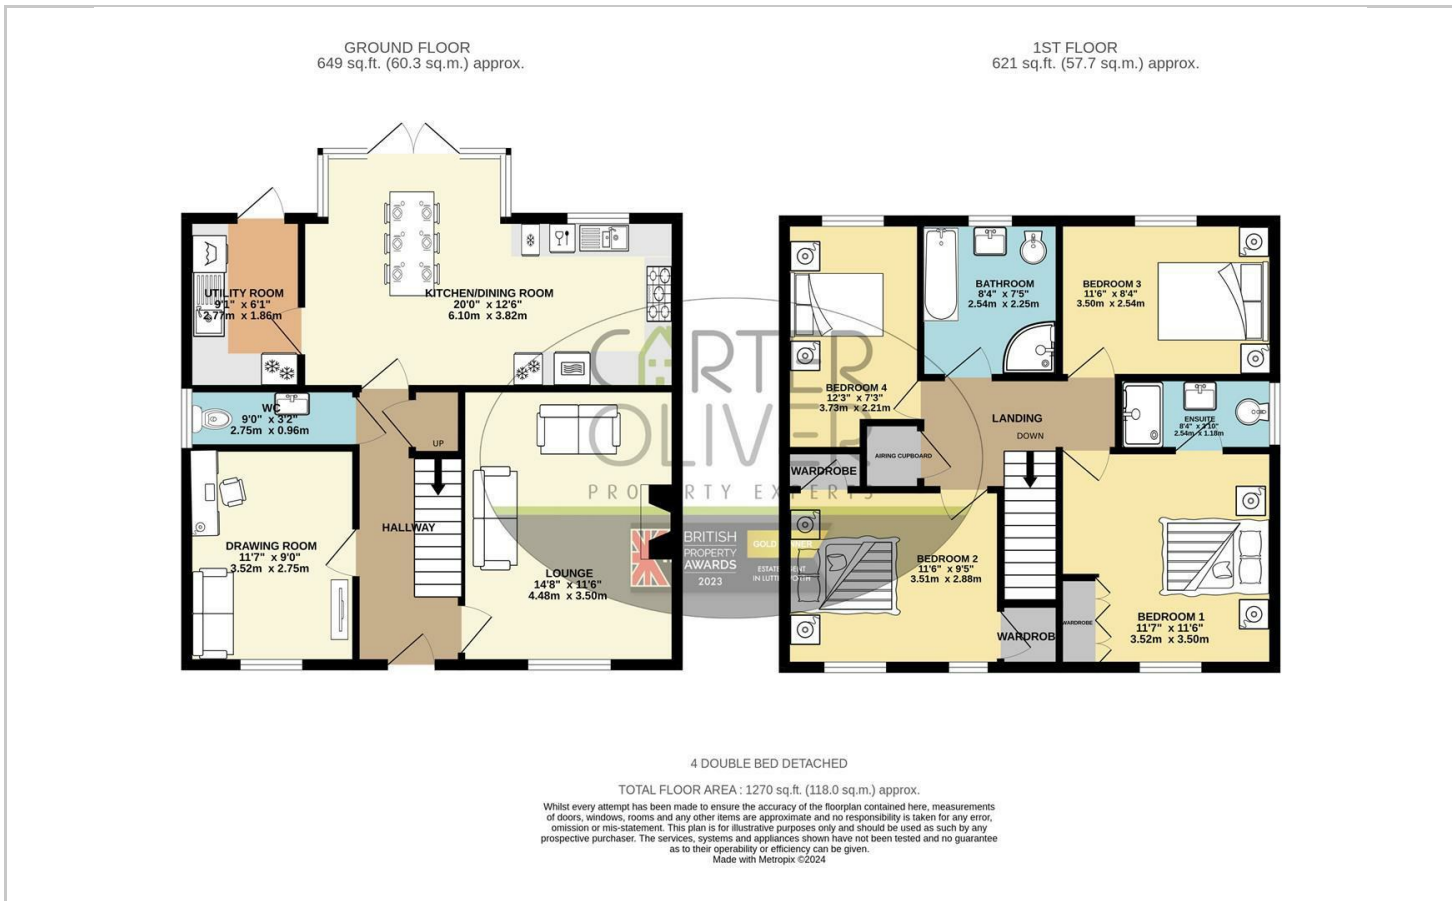 GROUND FLOOR
649 sq.ft. (60.3 sq.m.) approx.
1ST FLOOR
621 sq.ft. (57.7 sq.m.) approx.
UTILITY ROOM
9'1" x 6'1"
2.77m x 1.86m
KITCHEN/DINING ROOM
20'0" x 12'6"
6.10m x 3.82m
WC
9'0" x 3'2"
2.75m x 0.96m
UP
HALLWAY
DRAWING ROOM
11'7" x 9'0"
3.52m x 2.75m
LOUNGE
14'8" x 11'6"
4.48m x 3.50m
BATHROOM
8'4" x 7'5"
2.54m x 2.25m
BEDROOM 3
11'6" x 8'4"
3.50m x 2.54m
BEDROOM 4
12'3" x 7'3"
3.73m x 2.21m
LANDING
DOWN
ENSUITE
8'4" x 3'10"
2.54m x 1.18m
AIRING CUPBOARD
WARDROBE
BEDROOM 2
11'6" x 9'5"
3.51m x 2.88m
WARDROB
WARDROBE
BEDROOM 1
11'7" x 11'6"
3.52m x 3.50m
CARTER
OLIVER
PROPERTY EXPERTS
BRITISH
PROPERTY
AWARDS
2023
GOLD WINNER
ESTATE AGENT
IN LUTTERWORTH
4 DOUBLE BED DETACHED
TOTAL FLOOR AREA : 1270 sq.ft. (118.0 sq.m.) approx.
Whilst every attempt has been made to ensure the accuracy of the floorplan contained here, measurements
of doors, windows, rooms and any other items are approximate and no responsibility is taken for any error,
omission or mis-statement. This plan is for illustrative purposes only and should be used as such by any
prospective purchaser. The services, systems and appliances shown have not been tested and no guarantee
as to their operability or efficiency can be given.
Made with Metropix ©2024